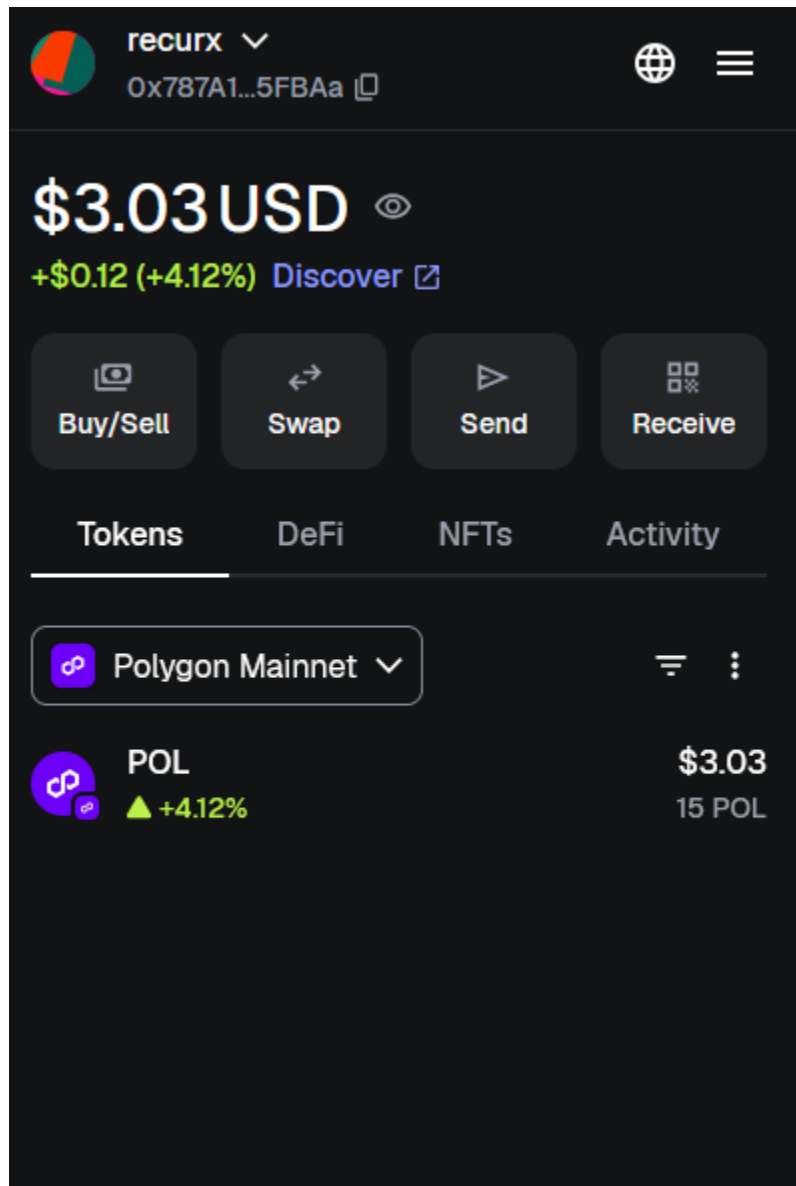 recurx
0x787A1...5FBAa
$3.03 USD
+$0.12 (+4.12%) Discover
Buy/Sell Swap Send Receive
Tokens DeFi NFTs Activity
Polygon Mainnet
POL $3.03
+4.12% 15 POL